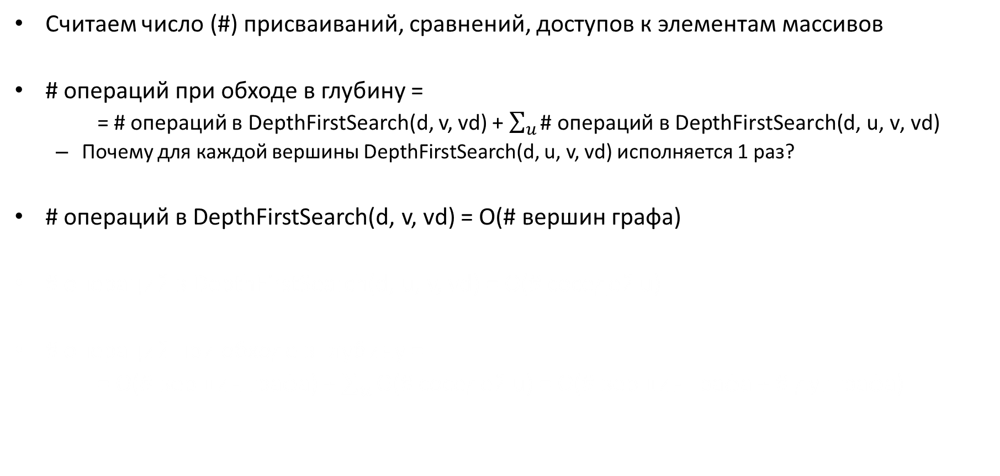 • Считаем число (#) присваиваний, сравнений, доступов к элементам массивов
• # операций при обходе в глубину =
= # операций в DepthFirstSearch(d, v, vd) + ∑u # операций в DepthFirstSearch(d, u, v, vd)
– Почему для каждой вершины DepthFirstSearch(d, u, v, vd) исполняется 1 раз?
• # операций в DepthFirstSearch(d, v, vd) = O(# вершин графа)